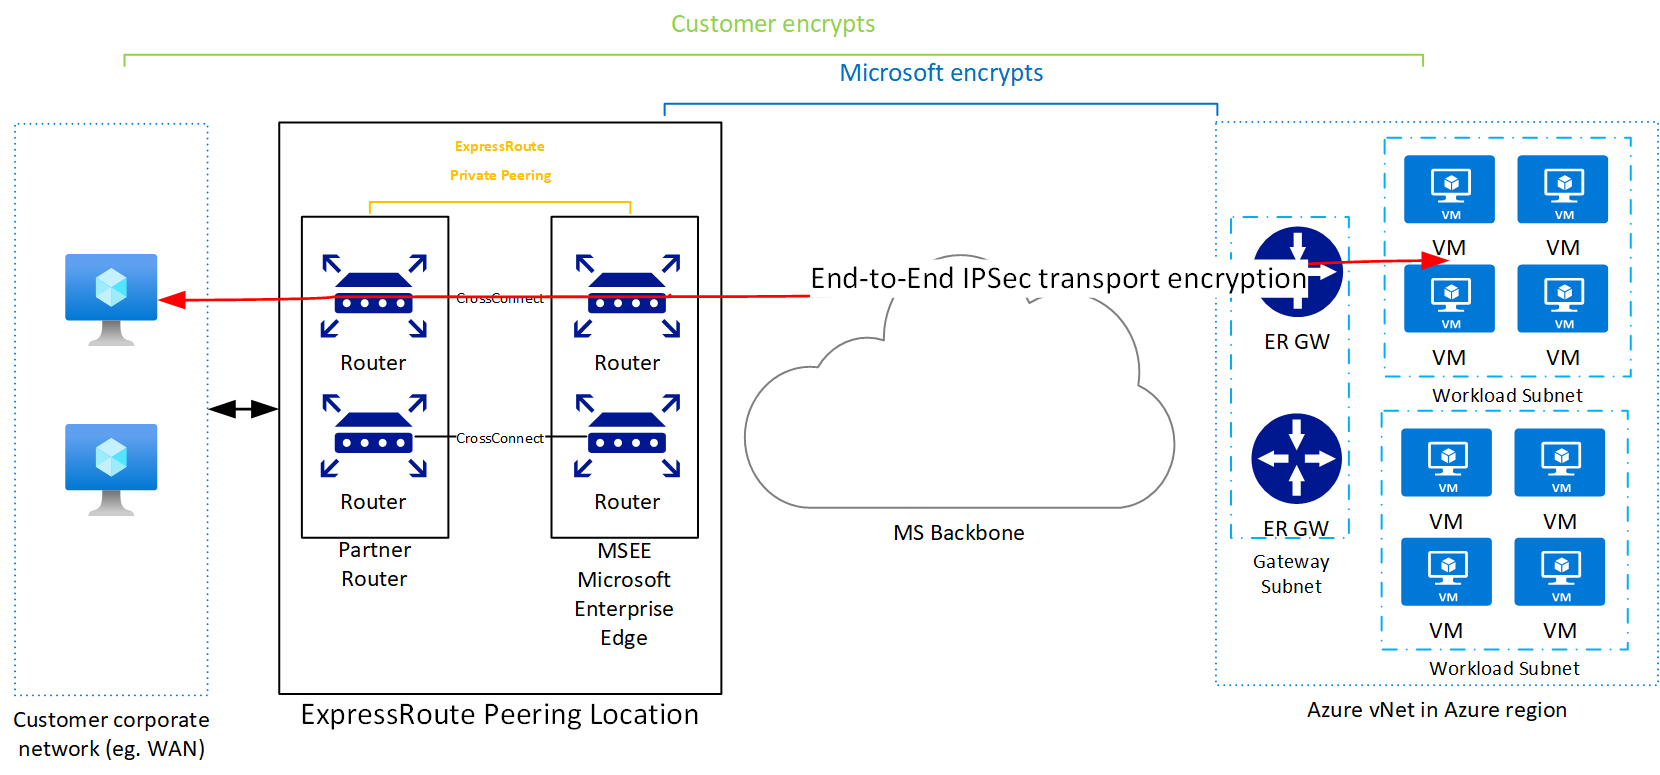 Customer encrypts
Microsoft encrypts
ExpressRoute
Private Peering
CrossConnect
Router
Router
CrossConnect
Router
Router
Partner
Router
MSEE
Microsoft
Enterprise
Edge
ExpressRoute Peering Location
Customer corporate
network (eg. WAN)
End-to-End IPSec transport encryption
MS Backbone
ER GW
ER GW
Gateway
Subnet
VM
VM
VM
VM
VM
VM
VM
VM
Workload Subnet
VM
VM
VM
VM
VM
VM
VM
VM
Workload Subnet
Azure vNet in Azure region